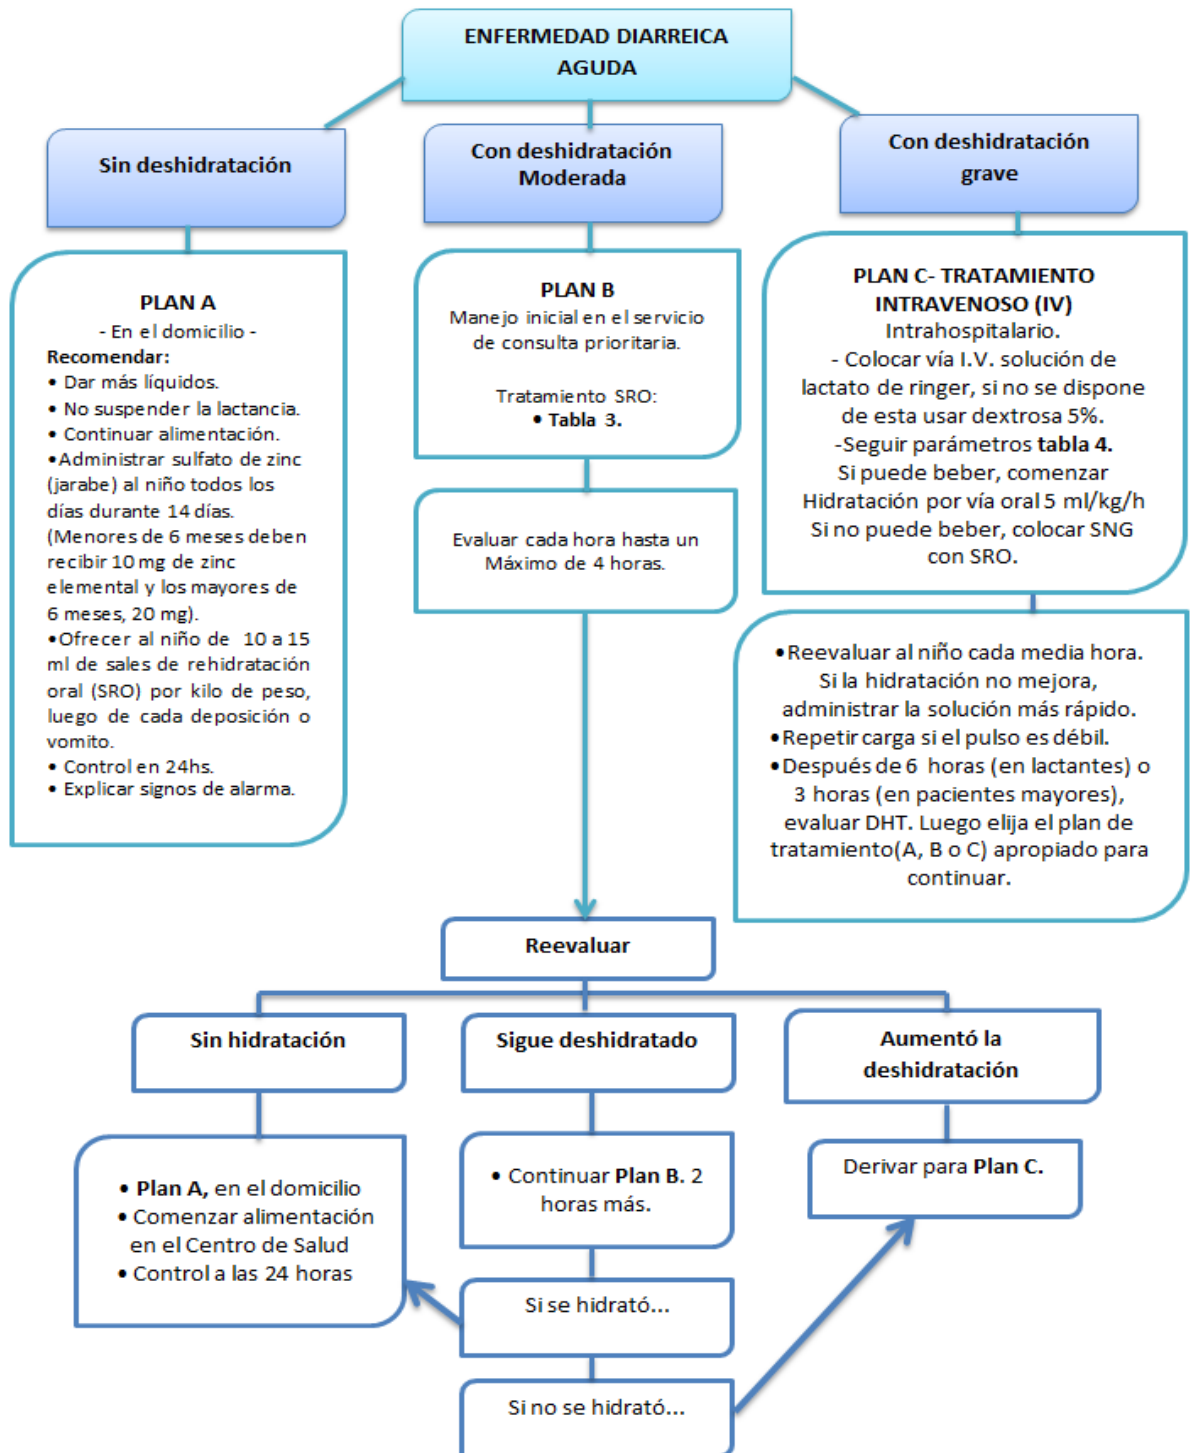 ENFERMEDAD DIARREICA
AGUDA
Sin deshidratación
Con deshidratación
Moderada
Con deshidratación
grave
PLAN A
- En el domicilio -
Recomendar:
• Dar más líquidos.
• No suspender la lactancia.
• Continuar alimentación.
•Administrar sulfato de zinc
(jarabe) al niño todos los
días durante 14 días.
(Menores de 6 meses deben
recibir 10 mg de zinc
elemental y los mayores de
6 meses, 20 mg).
•Ofrecer al niño de 10 a 15
ml de sales de rehidratación
oral (SRO) por kilo de peso,
luego de cada deposición o
vomito.
• Control en 24hs.
• Explicar signos de alarma.
PLAN B
Manejo inicial en el servicio
de consulta prioritaria.
Tratamiento SRO:
• Tabla 3.
Evaluar cada hora hasta un
Máximo de 4 horas.
PLAN C- TRATAMIENTO
INTRAVENOSO (IV)
Intrahospitalario.
- Colocar vía I.V. solución de
lactato de ringer, si no se dispone
de esta usar dextrosa 5%.
-Seguir parámetros tabla 4.
Si puede beber, comenzar
Hidratación por vía oral 5 ml/kg/h
Si no puede beber, colocar SNG
con SRO.
•Reevaluar al niño cada media hora.
Si la hidratación no mejora,
administrar la solución más rápido.
•Repetir carga si el pulso es débil.
•Después de 6 horas (en lactantes) o
3 horas (en pacientes mayores),
evaluar DHT. Luego elija el plan de
tratamiento(A, B o C) apropiado para
continuar.
Reevaluar
Sin hidratación
Sigue deshidratado
Aumentó la
deshidratación
• Plan A, en el domicilio
• Comenzar alimentación
en el Centro de Salud
• Control a las 24 horas
• Continuar Plan B. 2
horas más.
Derivar para Plan C.
Si se hidrató...
Si no se hidrató...